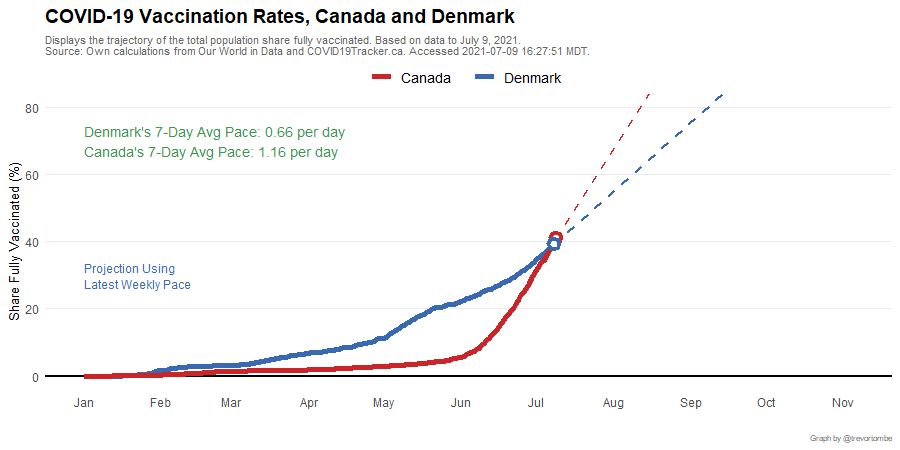 COVID-19 Vaccination Rates, Canada and Denmark
Displays the trajectory of the total population share fully vaccinated. Based on data to July 9, 2021.
Source: Own calculations from Our World in Data and COVID19Tracker.ca. Accessed 2021-07-09 16:27:51 MDT.
Canada Denmark
80
Denmark's 7-Day Avg Pace: 0.66 per day
Canada's 7-Day Avg Pace: 1.16 per day
60
Share Fully Vaccinated (%)
40
Projection Using
Latest Weekly Pace
20
0
Jan Feb Mar Apr May Jun Jul Aug Sep Oct Nov
Graph by @trevortombe